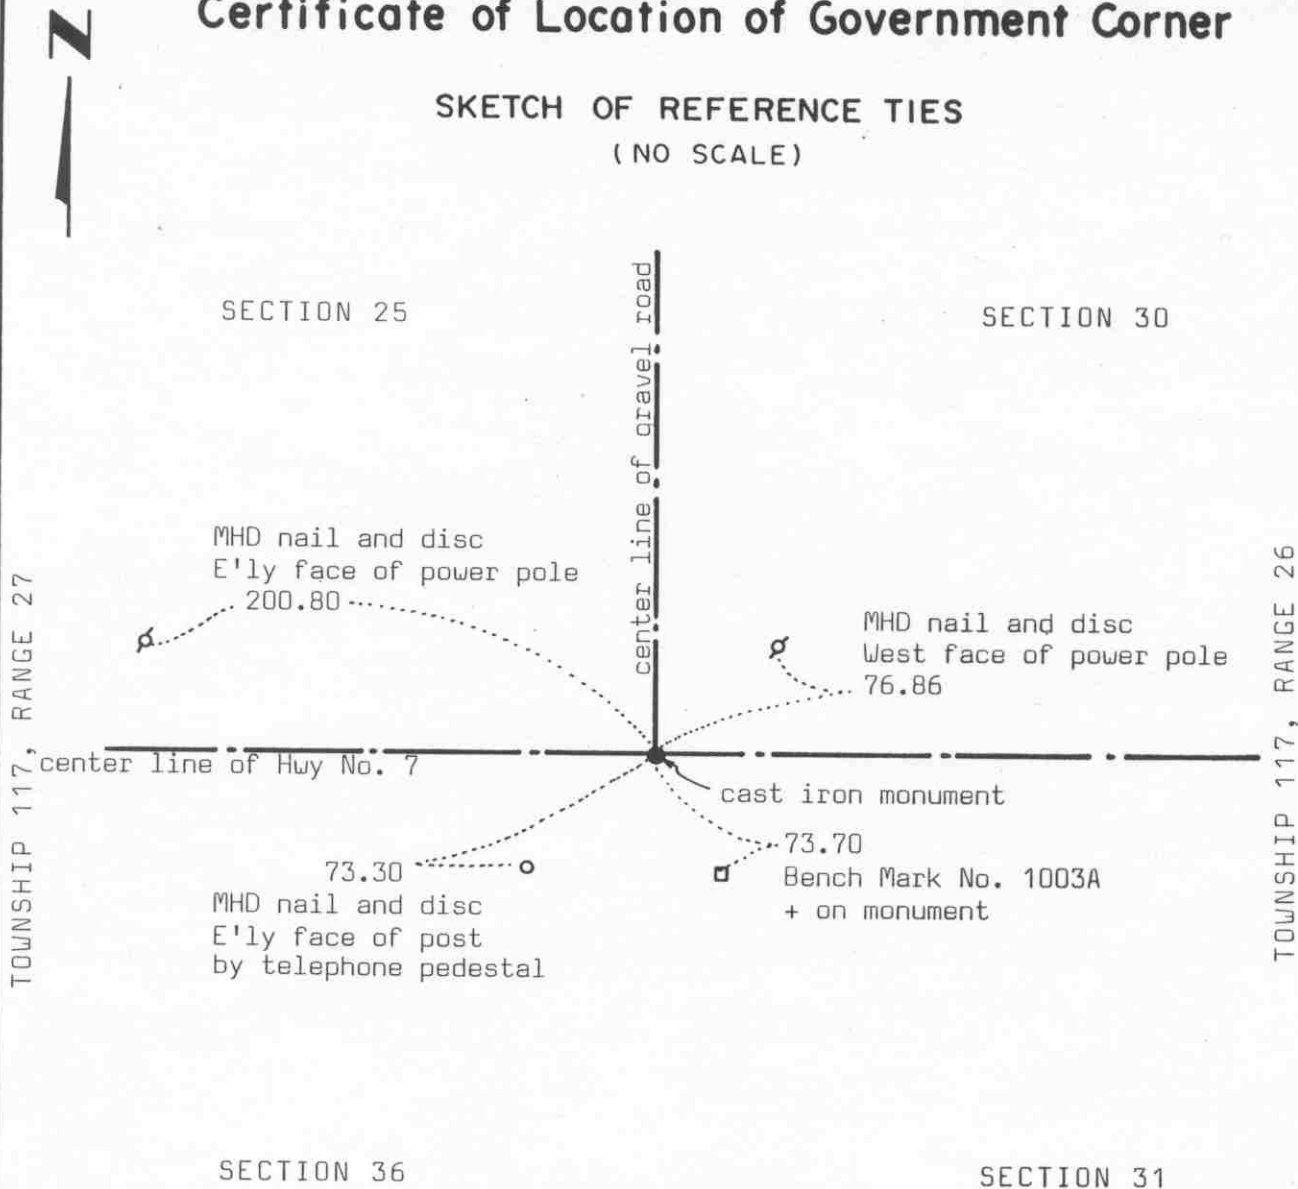 N
Certificate of Location of Government Corner
SKETCH OF REFERENCE TIES
(NO SCALE)
SECTION 25
SECTION 30
center line of gravel road
MHD nail and disc
E'ly face of power pole
200.80
MHD nail and disc
West face of power pole
76.86
TOWNSHIP 117, RANGE 27
TOWNSHIP 117, RANGE 26
center line of Hwy No. 7
cast iron monument
73.30
MHD nail and disc
E'ly face of post
by telephone pedestal
73.70
Bench Mark No. 1003A
+ on monument
SECTION 36
SECTION 31